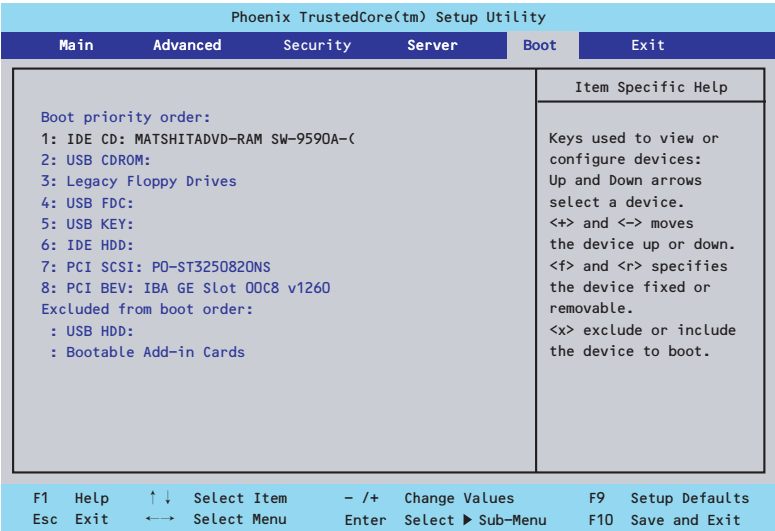 Phoenix TrustedCore(tm) Setup Utility
Main Advanced Security Server Boot Exit
Boot priority order:
1: IDE CD: MATSHITADVD-RAM SW-9590A-(
2: USB CDROM:
3: Legacy Floppy Drives
4: USB FDC:
5: USB KEY:
6: IDE HDD:
7: PCI SCSI: P0-ST3250820NS
8: PCI BEV: IBA GE Slot 00C8 v1260
Excluded from boot order:
: USB HDD:
: Bootable Add-in Cards
Item Specific Help
Keys used to view or
configure devices:
Up and Down arrows
select a device.
<+> and <-> moves
the device up or down.
<f> and <r> specifies
the device fixed or
removable.
<x> exclude or include
the device to boot.
F1 Help ↑↓ Select Item - /+ Change Values F9 Setup Defaults
Esc Exit ←→ Select Menu Enter Select ▶ Sub-Menu F10 Save and Exit